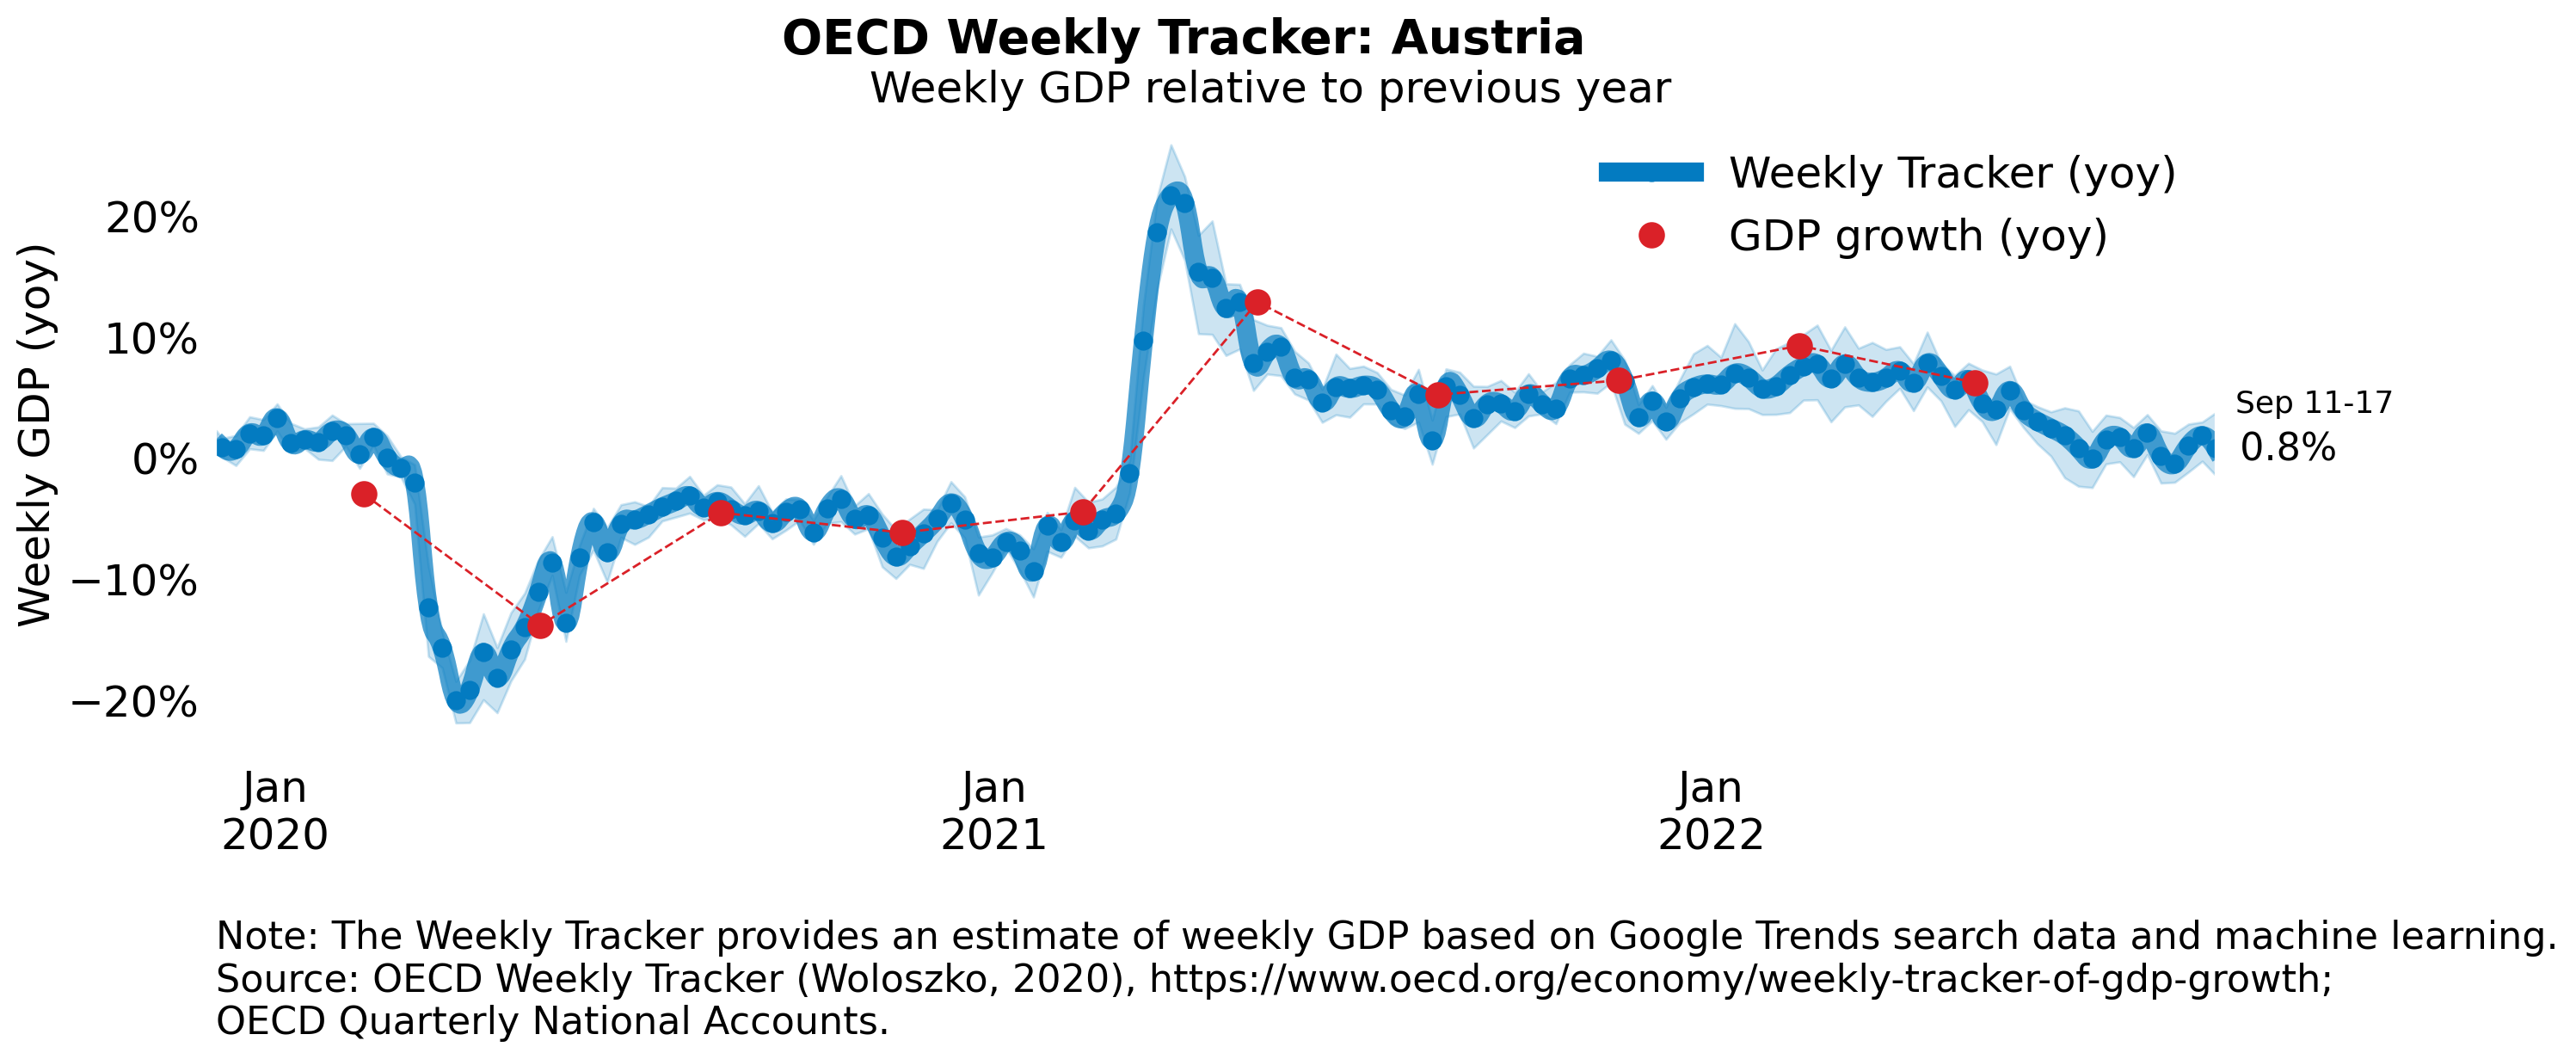 OECD Weekly Tracker: Austria
Weekly GDP relative to previous year
Weekly Tracker (yoy)
GDP growth (yoy)
Weekly GDP (yoy)
20%
10%
0%
−10%
−20%
Sep 11-17
0.8%
Jan
2020
Jan
2021
Jan
2022
Note: The Weekly Tracker provides an estimate of weekly GDP based on Google Trends search data and machine learning.
Source: OECD Weekly Tracker (Woloszko, 2020), https://www.oecd.org/economy/weekly-tracker-of-gdp-growth;
OECD Quarterly National Accounts.